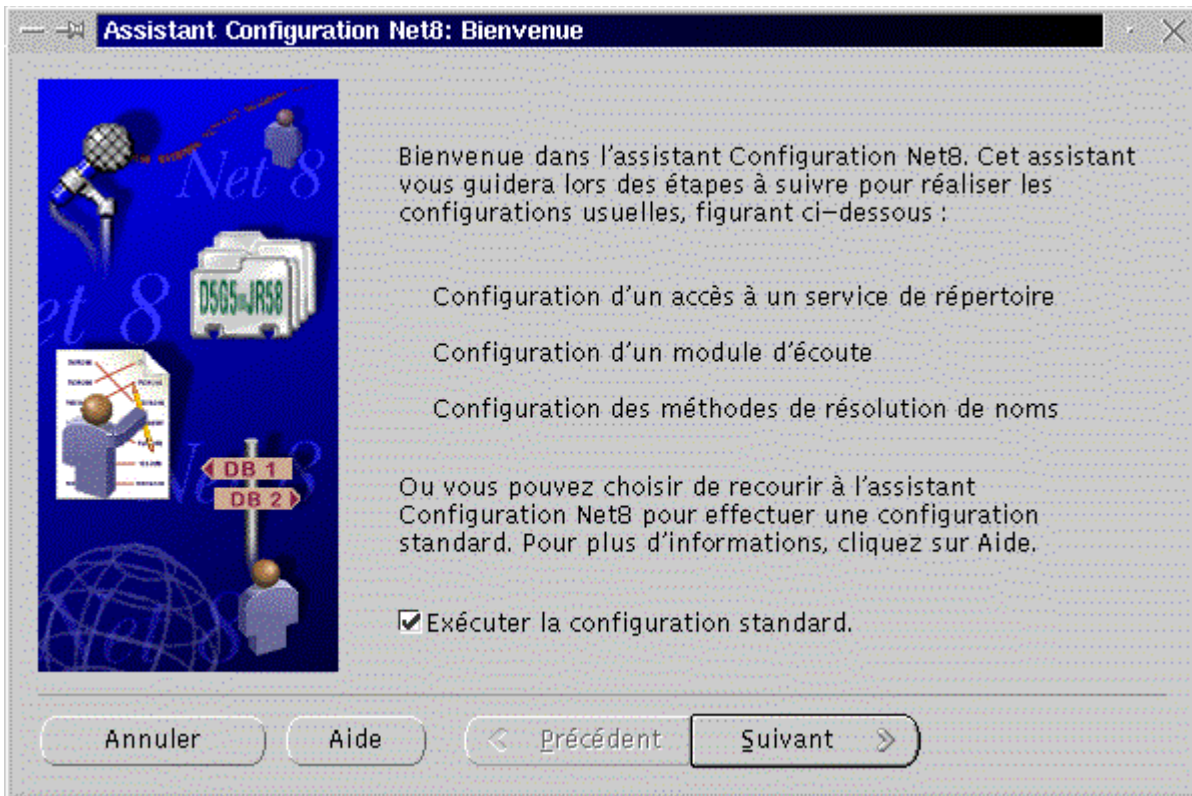 Assistant Configuration Net8: Bienvenue
Net 8
D5G5
JR58
et 8
DB 1
DB 2
Bienvenue dans l'assistant Configuration Net8. Cet assistant
vous guidera lors des étapes à suivre pour réaliser les
configurations usuelles, figurant ci-dessous :
Configuration d'un accès à un service de répertoire
Configuration d'un module d'écoute
Configuration des méthodes de résolution de noms
Ou vous pouvez choisir de recourir à l'assistant
Configuration Net8 pour effectuer une configuration
standard. Pour plus d'informations, cliquez sur Aide.
Exécuter la configuration standard.
Annuler
Aide
Précédent
Suivant